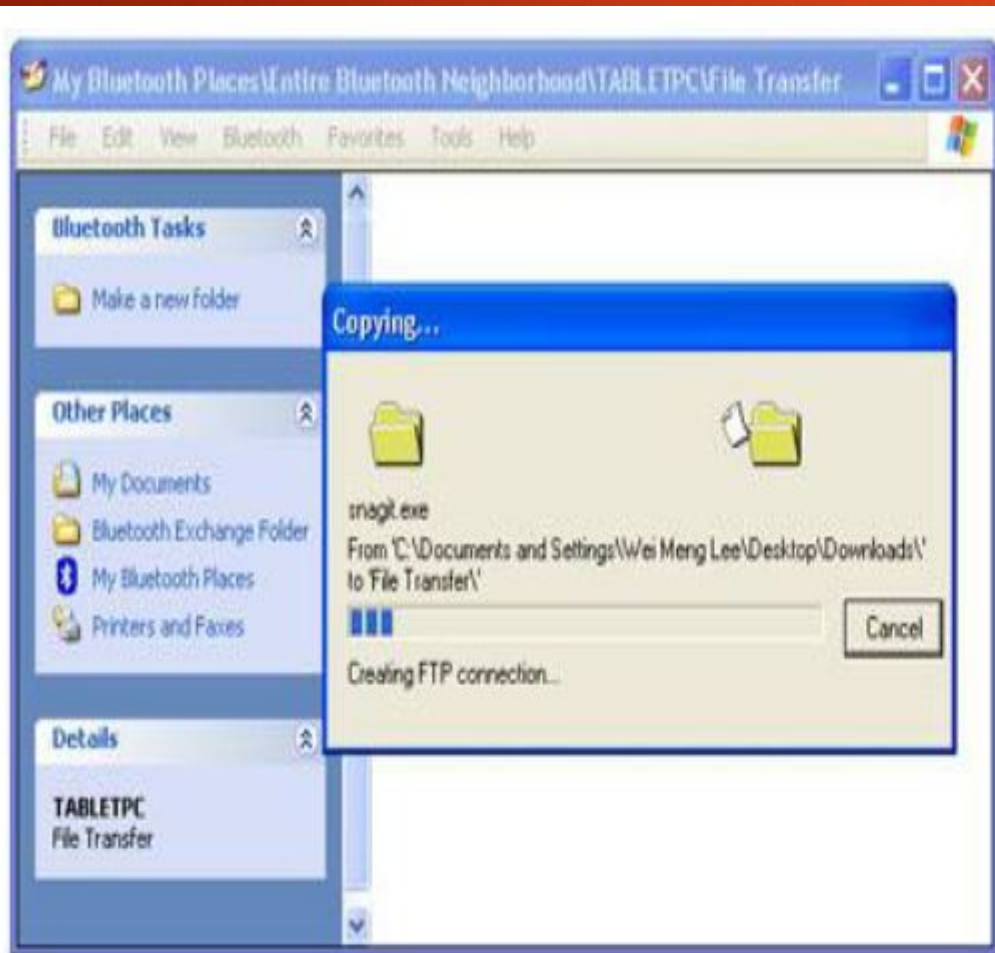 My Bluetooth Places\Entire Bluetooth Neighborhood\TABLETPC\File Transfer
File Edit View Bluetooth Favorites Tools Help
Bluetooth Tasks
Make a new folder
Other Places
My Documents
Bluetooth Exchange Folder
My Bluetooth Places
Printers and Faxes
Details
TABLETPC
File Transfer
Copying...
snagit.exe
From 'C:\Documents and Settings\Wei Meng Lee\Desktop\Downloads\'
to 'File Transfer\'
Cancel
Creating FTP connection...